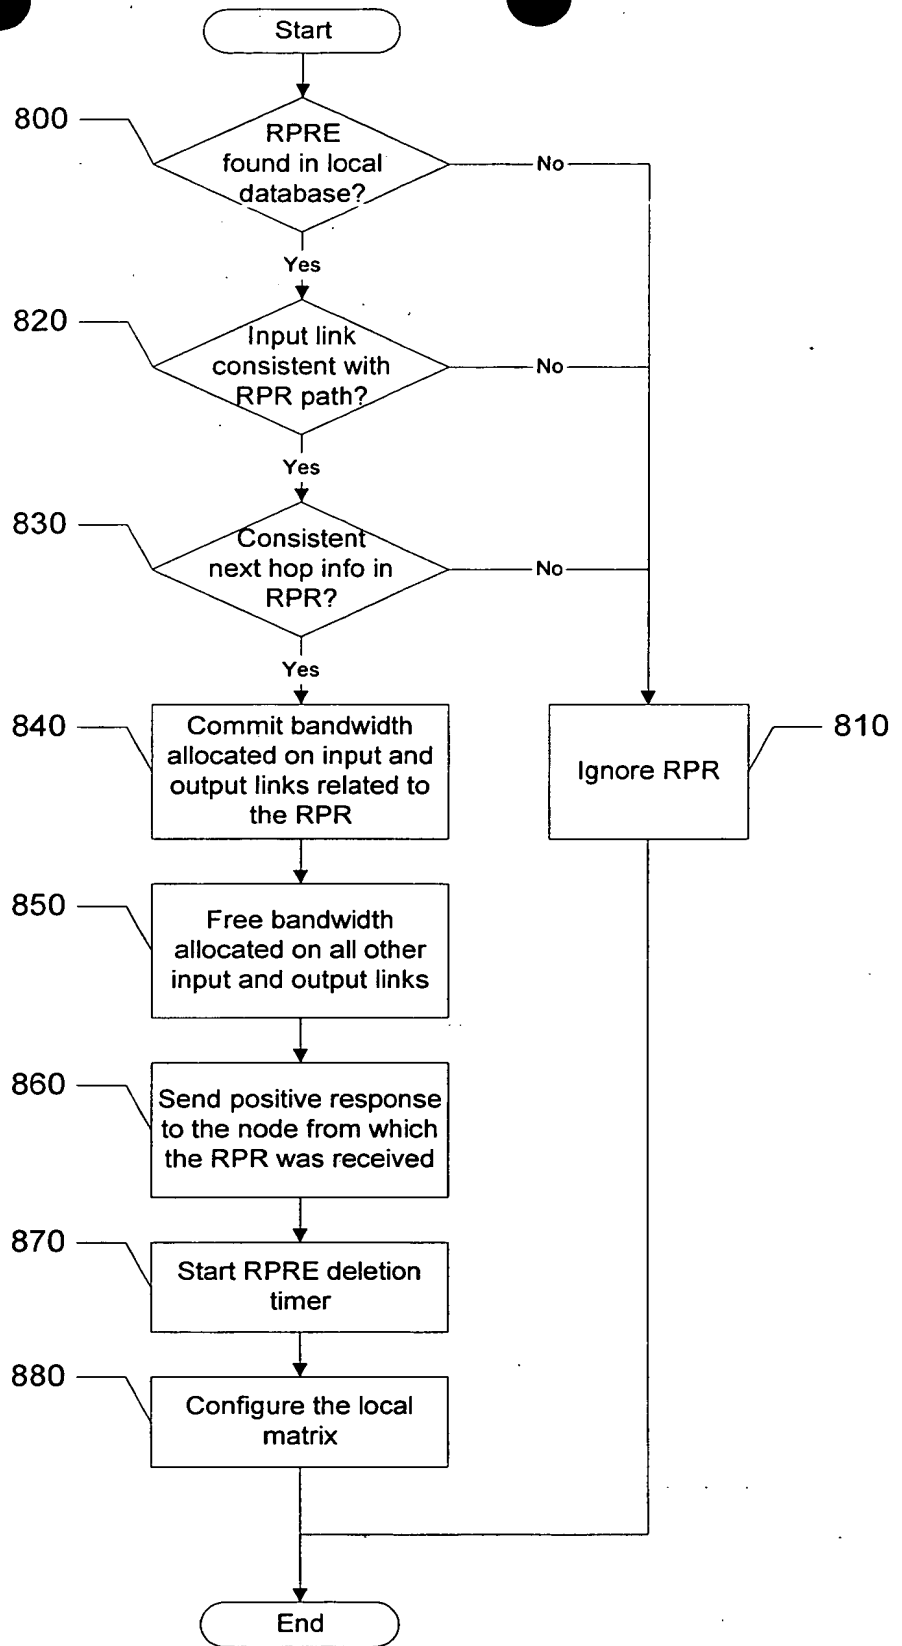 Start
800
RPRE
found in local
database?
No
Yes
820
Input link
consistent with
RPR path?
No
Yes
830
Consistent
next hop info in
RPR?
No
Yes
840
Commit bandwidth
allocated on input and
output links related to
the RPR
Ignore RPR
810
850
Free bandwidth
allocated on all other
input and output links
860
Send positive response
to the node from which
the RPR was received
870
Start RPRE deletion
timer
880
Configure the local
matrix
End